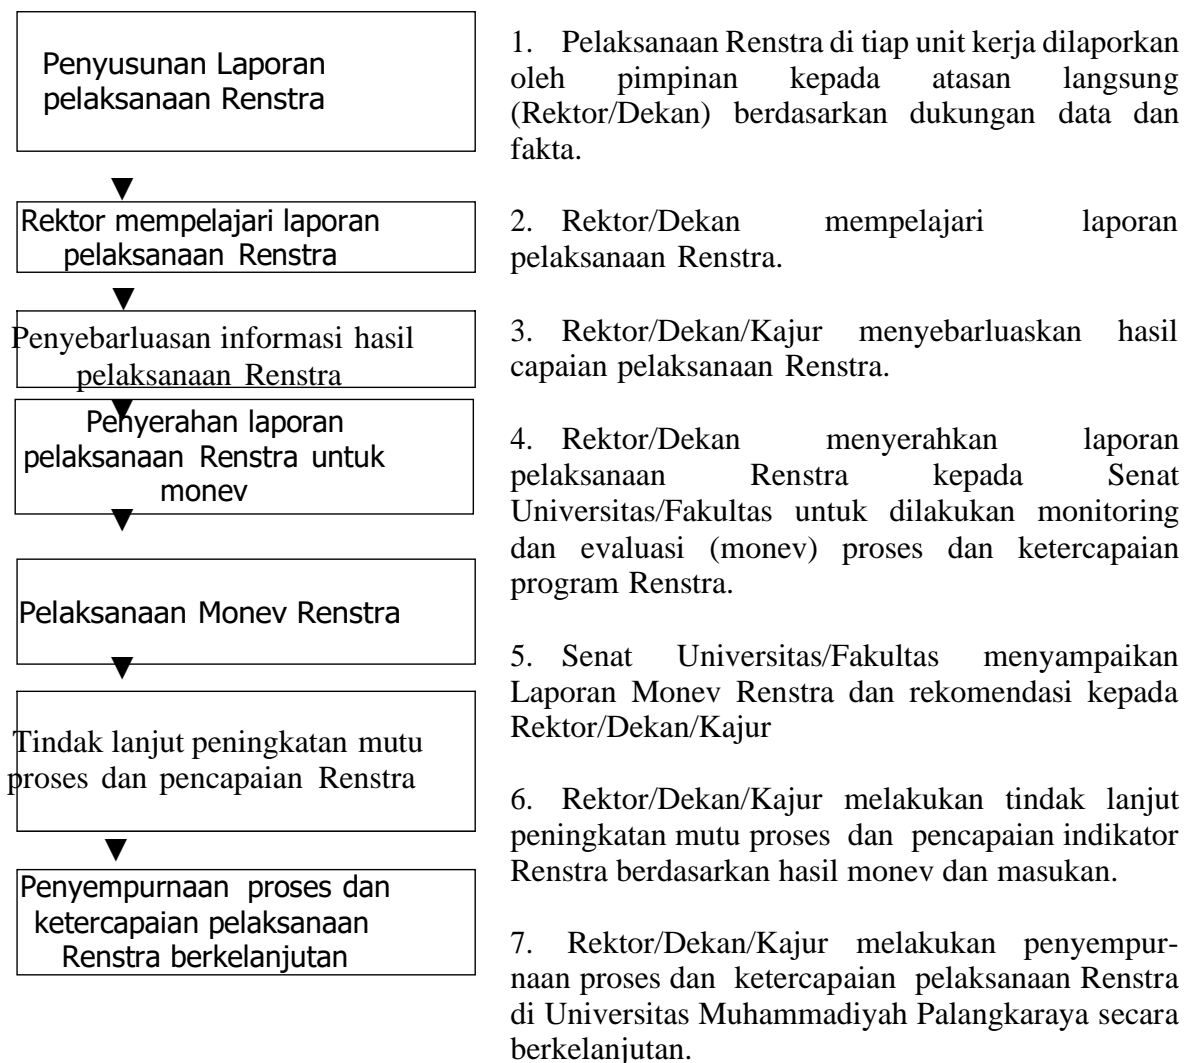 Penyusunan Laporan
pelaksanaan Renstra
Rektor mempelajari laporan
pelaksanaan Renstra
Penyebarluasan informasi hasil
pelaksanaan Renstra
Penyerahan laporan
pelaksanaan Renstra untuk
monev
Pelaksanaan Monev Renstra
Tindak lanjut peningkatan mutu
proses dan pencapaian Renstra
Penyempurnaan proses dan
ketercapaian pelaksanaan
Renstra berkelanjutan
1. Pelaksanaan Renstra di tiap unit kerja dilaporkan
oleh pimpinan kepada atasan langsung
(Rektor/Dekan) berdasarkan dukungan data dan
fakta.
2. Rektor/Dekan mempelajari laporan
pelaksanaan Renstra.
3. Rektor/Dekan/Kajur menyebarluaskan hasil
capaian pelaksanaan Renstra.
4. Rektor/Dekan menyerahkan laporan
pelaksanaan Renstra kepada Senat
Universitas/Fakultas untuk dilakukan monitoring
dan evaluasi (monev) proses dan ketercapaian
program Renstra.
5. Senat Universitas/Fakultas menyampaikan
Laporan Monev Renstra dan rekomendasi kepada
Rektor/Dekan/Kajur
6. Rektor/Dekan/Kajur melakukan tindak lanjut
peningkatan mutu proses dan pencapaian indikator
Renstra berdasarkan hasil monev dan masukan.
7. Rektor/Dekan/Kajur melakukan penyempur-
naan proses dan ketercapaian pelaksanaan Renstra
di Universitas Muhammadiyah Palangkaraya secara
berkelanjutan.